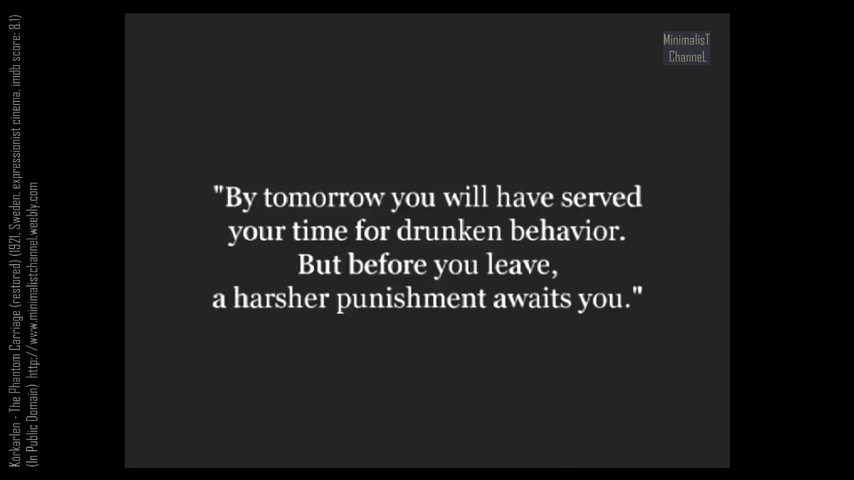 MinimalisT
ChanneL
"By tomorrow you will have served
your time for drunken behavior.
But before you leave,
a harsher punishment awaits you."
Körkarlen - The Phantom Carriage (restored) (1921, Sweden, expressionist cinema, imdb score: 8.1)
(In Public Domain) http://www.minimalistchannel.weebly.com